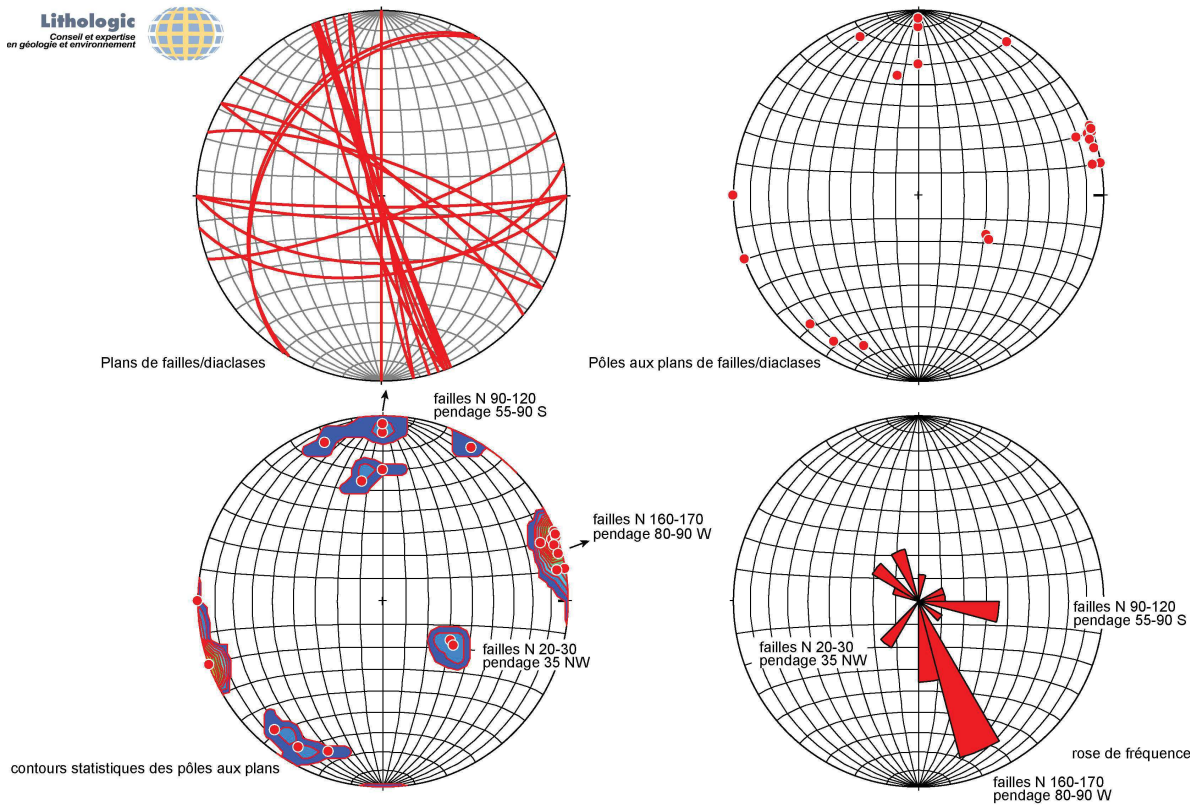 Lithologic
Conseil et expertise
en géologie et environnement
Plans de failles/diaclases
Pôles aux plans de failles/diaclases
failles N 90-120
pendage 55-90 S
failles N 160-170
pendage 80-90 W
failles N 20-30
pendage 35 NW
contours statistiques des pôles aux plans
failles N 90-120
pendage 55-90 S
failles N 20-30
pendage 35 NW
rose de fréquence
failles N 160-170
pendage 80-90 W